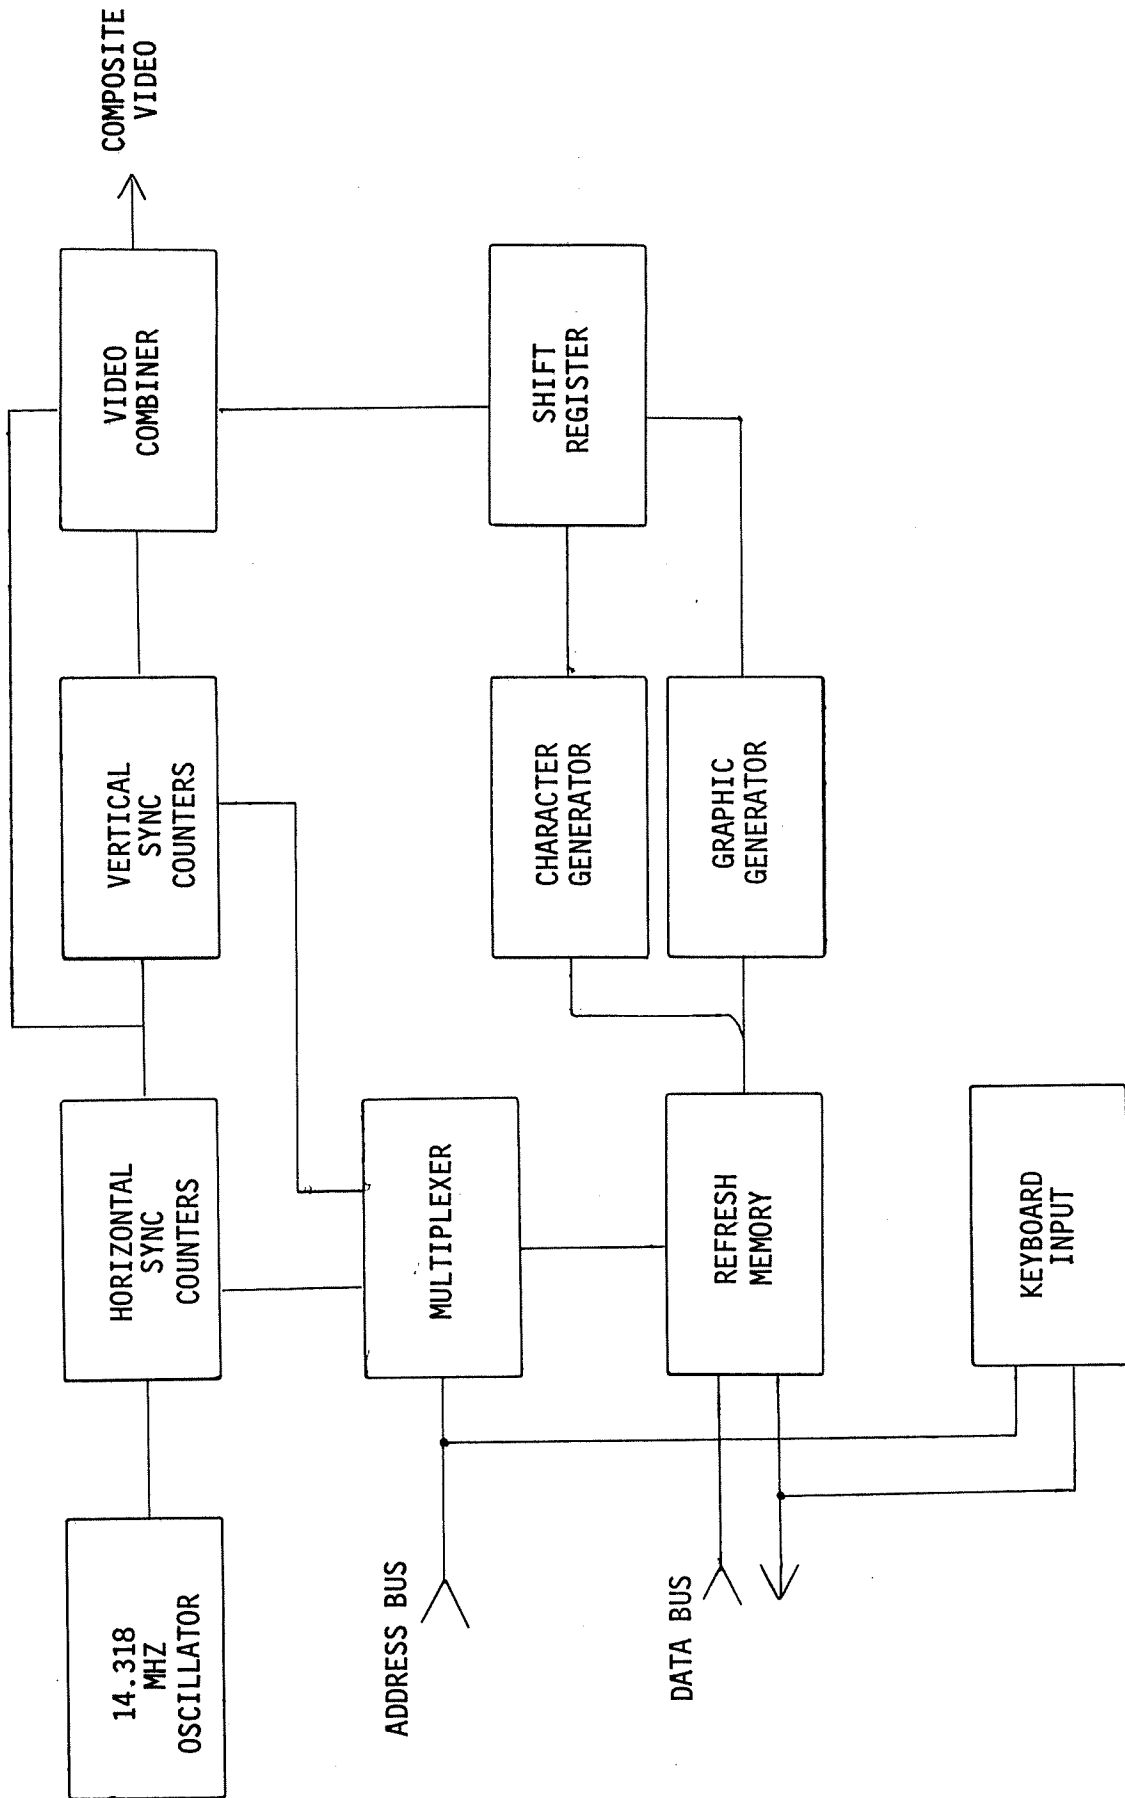 14.318
MHZ
OSCILLATOR
HORIZONTAL
SYNC
COUNTERS
VERTICAL
SYNC
COUNTERS
VIDEO
COMBINER
COMPOSITE
VIDEO
ADDRESS BUS
MULTIPLEXER
CHARACTER
GENERATOR
SHIFT
REGISTER
DATA BUS
REFRESH
MEMORY
GRAPHIC
GENERATOR
KEYBOARD
INPUT